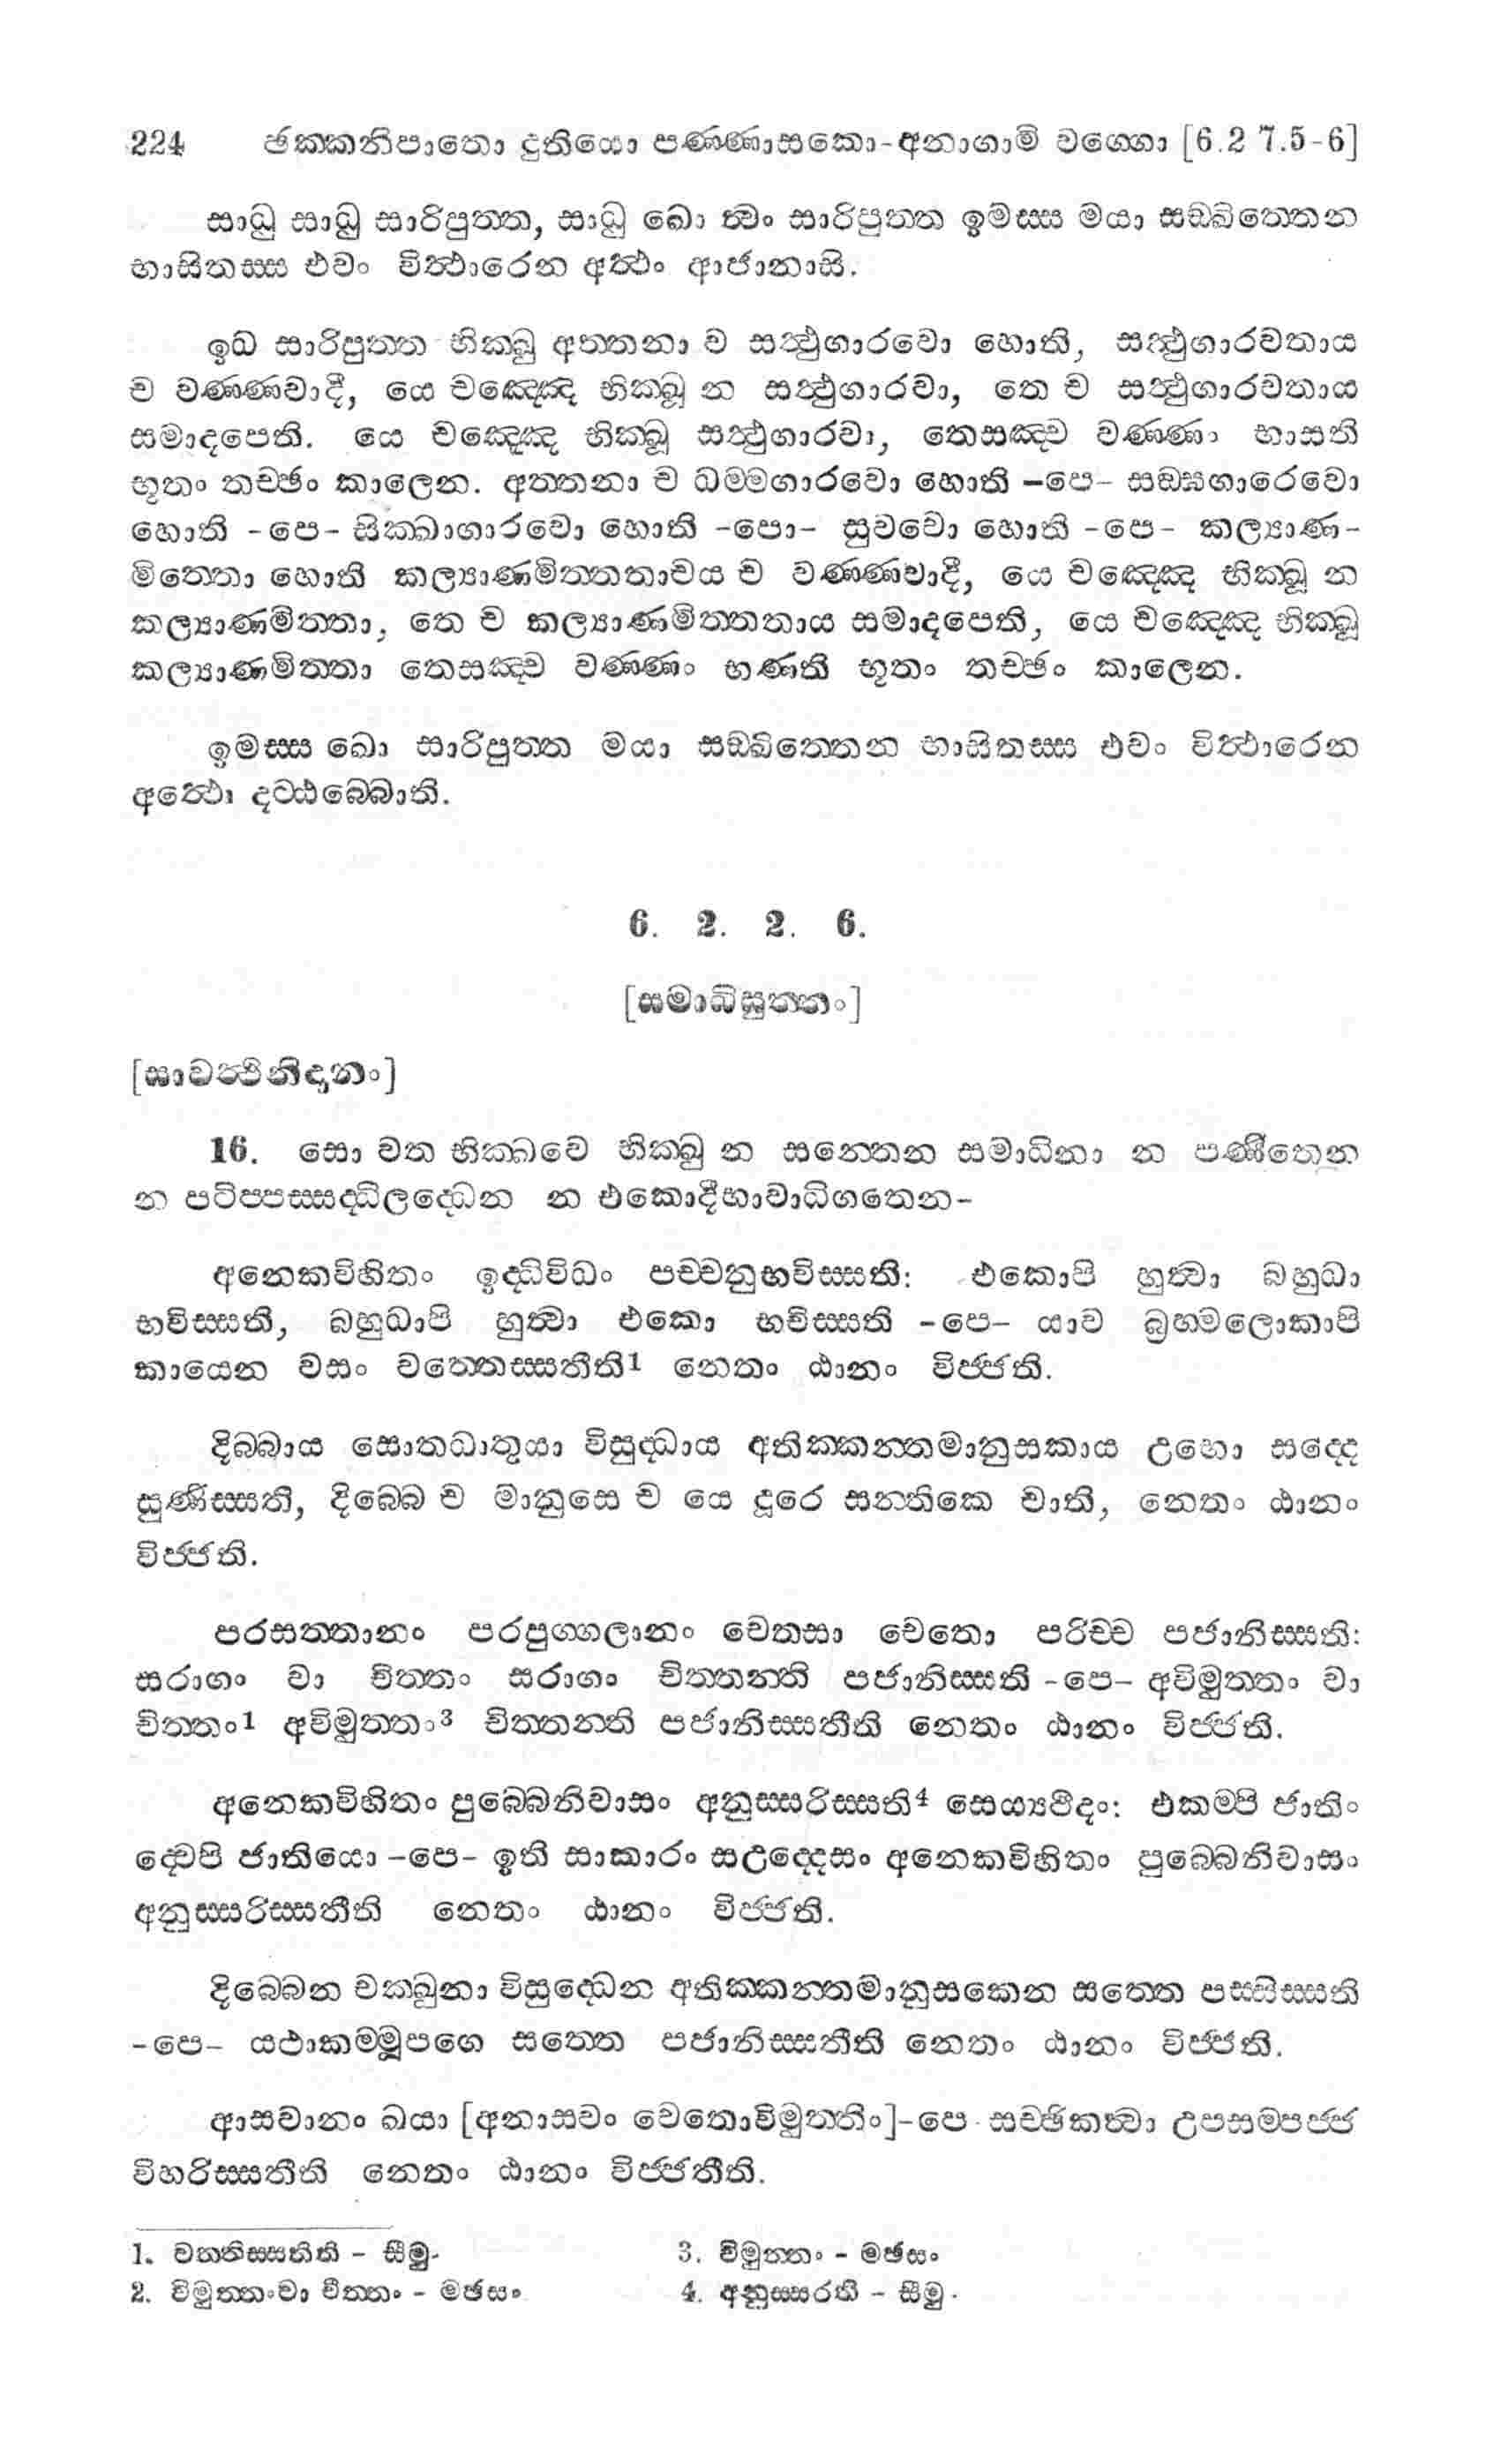 224 ඡක්කනිපාතො දුතියො පණ්ණාසකො-අනාගාමි වග්ගො [6.2 7.5-6]
සාධු සාධු සාරිපුත්ත, සාධු ඛො ත්වං සාරිපුත්ත ඉමස්ස මයා සඞ්ඛිත්තෙන
භාසිතස්ස එවං විත්ථාරෙන අත්ථං ආජානාසි.
ඉධ සාරිපුත්ත භික්ඛු අත්තනා ච සත්ථුගාරවො හොති, සත්ථුගාරවතාය
ච වණ්ණවාදී, යෙ චඤ්ඤෙ භික්ඛූ න සත්ථුගාරවා, තෙ ච සත්ථුගාරවතාය
සමාදපෙති. යෙ චඤ්ඤෙ භික්ඛූ සත්ථුගාරවා, තෙසඤ්ච වණ්ණං භාසති
භූතං තච්ඡං කාලෙන. අත්තනා ච ධම්මගාරවො හොති -පෙ- සඞ්ඝගාරෙවො
හොති -පෙ- සික්ඛාගාරවො හොති -පො- සුවචො හොති -පෙ- කල්‍යාණ-
මිත්තො හොති කල්‍යාණමිත්තතාචය ච වණ්ණවාදී, යෙ චඤ්ඤෙ භික්ඛූ න
කල්‍යාණමිත්තා, තෙ ච කල්‍යාණමිත්තතාය සමාදපෙති, යෙ චඤ්ඤෙ භික්ඛූ
කල්‍යාණමිත්තා තෙසඤ්ච වණ්ණං භණති භූතං තච්ඡං කාලෙන.
ඉමස්ස ඛො සාරිපුත්ත මයා සඞ්ඛිත්තෙන භාසිතස්ස එවං විත්ථාරෙන
අත්ථො දට්ඨබ්බොති.
6. 2. 2. 6.
[සමාධිසුත්තං]
[සාවත්ථිනිදානං]
16. සො වත භික්ඛවෙ භික්ඛු න සන්තෙන සමාධිනා න පණීතෙන
න පටිප්පස්සද්ධිලද්ධෙන න එකොදීභාවාධිගතෙන-
අනෙකවිහිතං ඉද්ධිවිධං පච්චනුභවිස්සති: එකොපි හුත්වා බහුධා
භවිස්සති, බහුධාපි හුත්වා එකො භවිස්සති -පෙ- යාව බ්‍රහ්මලොකාපි
කායෙන වසං වත්තෙස්සතීති1 නෙතං ඨානං විජ්ජති.
දිබ්බාය සොතධාතුයා විසුද්ධාය අතික්කන්තමානුසකාය උභො සද්දෙ
සුණිස්සති, දිබ්බෙ ච මානුසෙ ච යෙ දූරෙ සන්තිකෙ චාති, නෙතං ඨානං
විජ්ජති.
පරසත්තානං පරපුග්ගලානං චෙතසා චෙතො පරිච්ච පජානිස්සති:
සරාගං වා චිත්තං සරාගං චිත්තන්ති පජානිස්සති -පෙ- අවිමුත්තං වා
චිත්තං1 අවිමුත්තං3 චිත්තන්ති පජානිස්සතීති නෙතං ඨානං විජ්ජති.
අනෙකවිහිතං පුබ්බෙනිවාසං අනුස්සරිස්සති4 සෙය්‍යථිදං: එකම්පි ජාතිං
ද්වෙපි ජාතියො -පෙ- ඉති සාකාරං සඋද්දෙසං අනෙකවිහිතං පුබ්බෙනිවාසං
අනුස්සරිස්සතීති නෙතං ඨානං විජ්ජති.
දිබ්බෙන චක්ඛුනා විසුද්ධෙන අතික්කන්තමානුසකෙන සත්තෙ පස්සිස්සති
-පෙ- යථාකම්මූපගෙ සත්තෙ පජානිස්සතීති නෙතං ඨානං විජ්ජති.
ආසවානං ඛයා [අනාසවං චෙතොවිමුත්තිං]-පෙ- සච්ඡිකත්වා උපසම්පජ්ජ
විහරිස්සතීති නෙතං ඨානං විජ්ජතීති.
1. වත්තිස්සතිති - සීමු.
2. විමුත්තංවා චිත්තං - මඡසං
3. විමුත්තං - මඡසං
4. අනුස්සරති - සීමු.